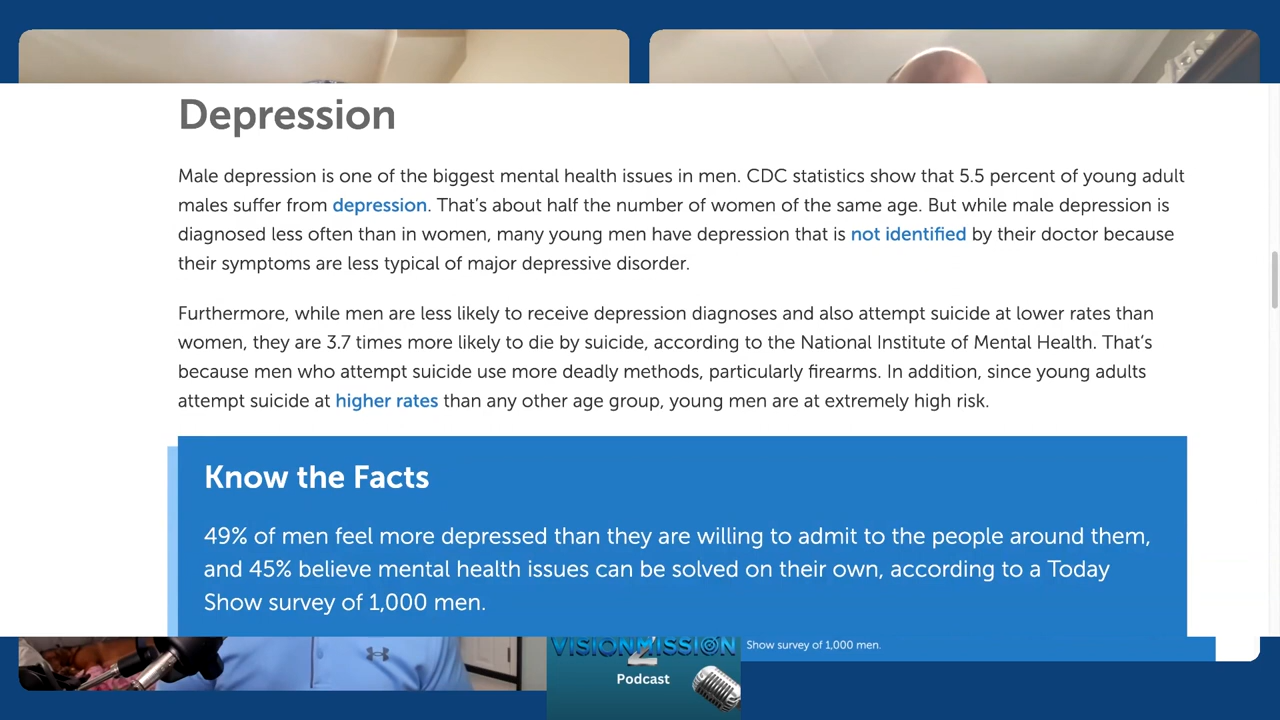 Depression
Male depression is one of the biggest mental health issues in men. CDC statistics show that 5.5 percent of young adult
males suffer from depression. That's about half the number of women of the same age. But while male depression is
diagnosed less often than in women, many young men have depression that is not identified by their doctor because
their symptoms are less typical of major depressive disorder.
Furthermore, while men are less likely to receive depression diagnoses and also attempt suicide at lower rates than
women, they are 3.7 times more likely to die by suicide, according to the National Institute of Mental Health. That's
because men who attempt suicide use more deadly methods, particularly firearms. In addition, since young adults
attempt suicide at higher rates than any other age group, young men are at extremely high risk.
Know the Facts
49% of men feel more depressed than they are willing to admit to the people around them,
and 45% believe mental health issues can be solved on their own, according to a Today
Show survey of 1,000 men.
VISIONMISSION
Show survey of 1,000 men.
2
Podcast